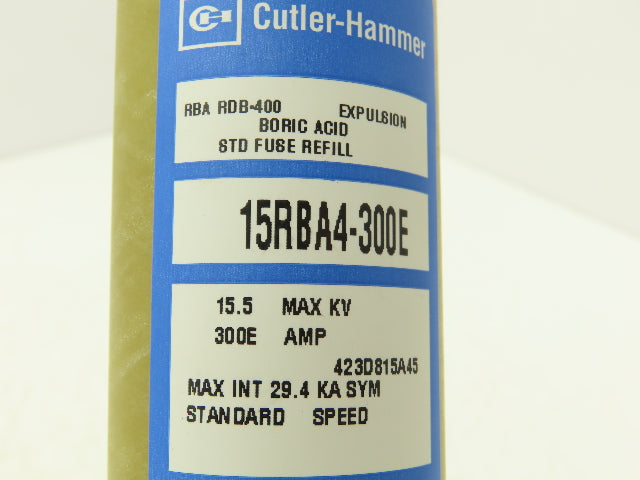 Cutler-Hammer
RBA RDB-400 EXPULSION
BORIC ACID
STD FUSE REFILL
15RBA4-300E
15.5 MAX KV
300E AMP
423D815A45
MAX INT 29.4 KA SYM
STANDARD SPEED